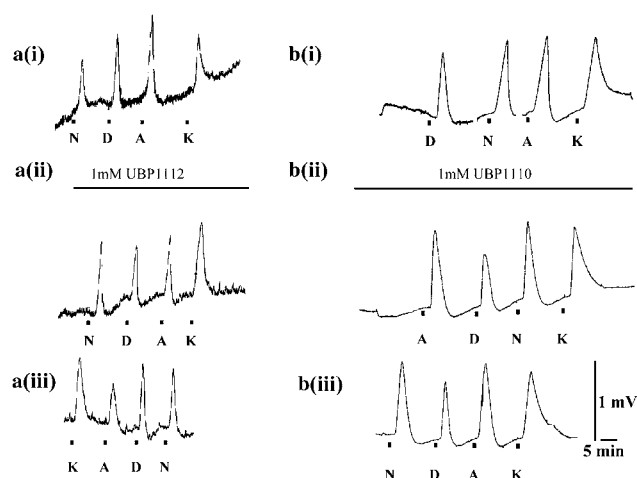 a(i)
N D A K
b(i)
D N A K
a(ii)
1mM UBP1112
N D A K
b(ii)
1mM UBP1110
A D N K
a(iii)
K A D N
b(iii)
N D A K
1 mV
5 min